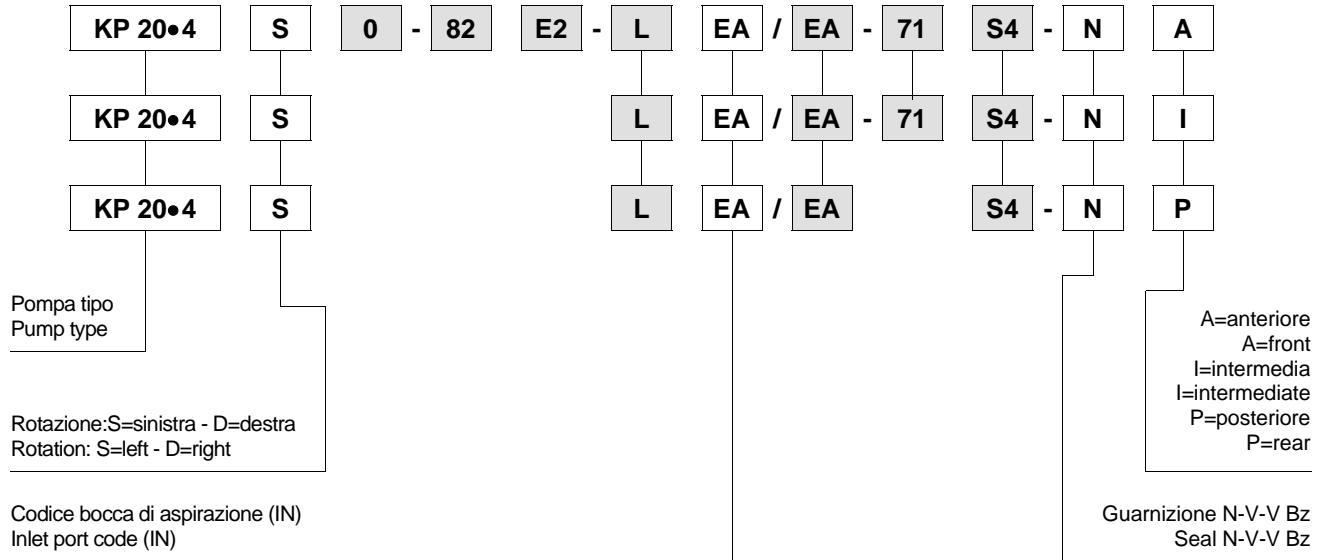 KP 20•4 S 0 - 82 E2 - L EA / EA - 71 S4 - N A
KP 20•4 S L EA / EA - 71 S4 - N I
KP 20•4 S L EA / EA S4 - N P
Pompa tipo
Pump type
A=anteriore
A=front
I=intermedia
I=intermediate
P=posteriore
P=rear
Rotazione:S=sinistra - D=destra
Rotation: S=left - D=right
Codice bocca di aspirazione (IN)
Inlet port code (IN)
Guarnizione N-V-V Bz
Seal N-V-V Bz